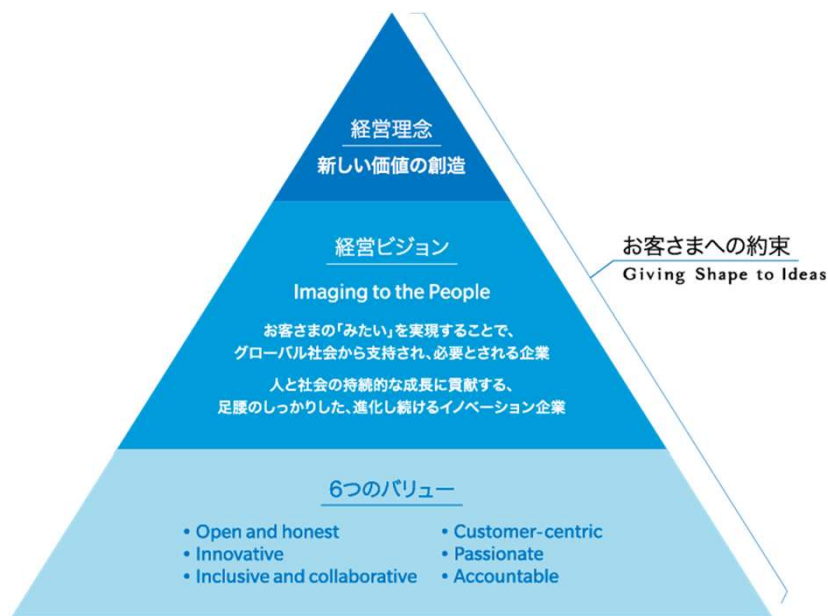 経営理念
新しい価値の創造
経営ビジョン
Imaging to the People
お客さまの「みたい」を実現することで、
グローバル社会から支持され、必要とされる企業
人と社会の持続的な成長に貢献する、
足腰のしっかりした、進化し続けるイノベーション企業
お客さまへの約束
Giving Shape to Ideas
6つのバリュー
• Open and honest
• Innovative
• Inclusive and collaborative
• Customer-centric
• Passionate
• Accountable